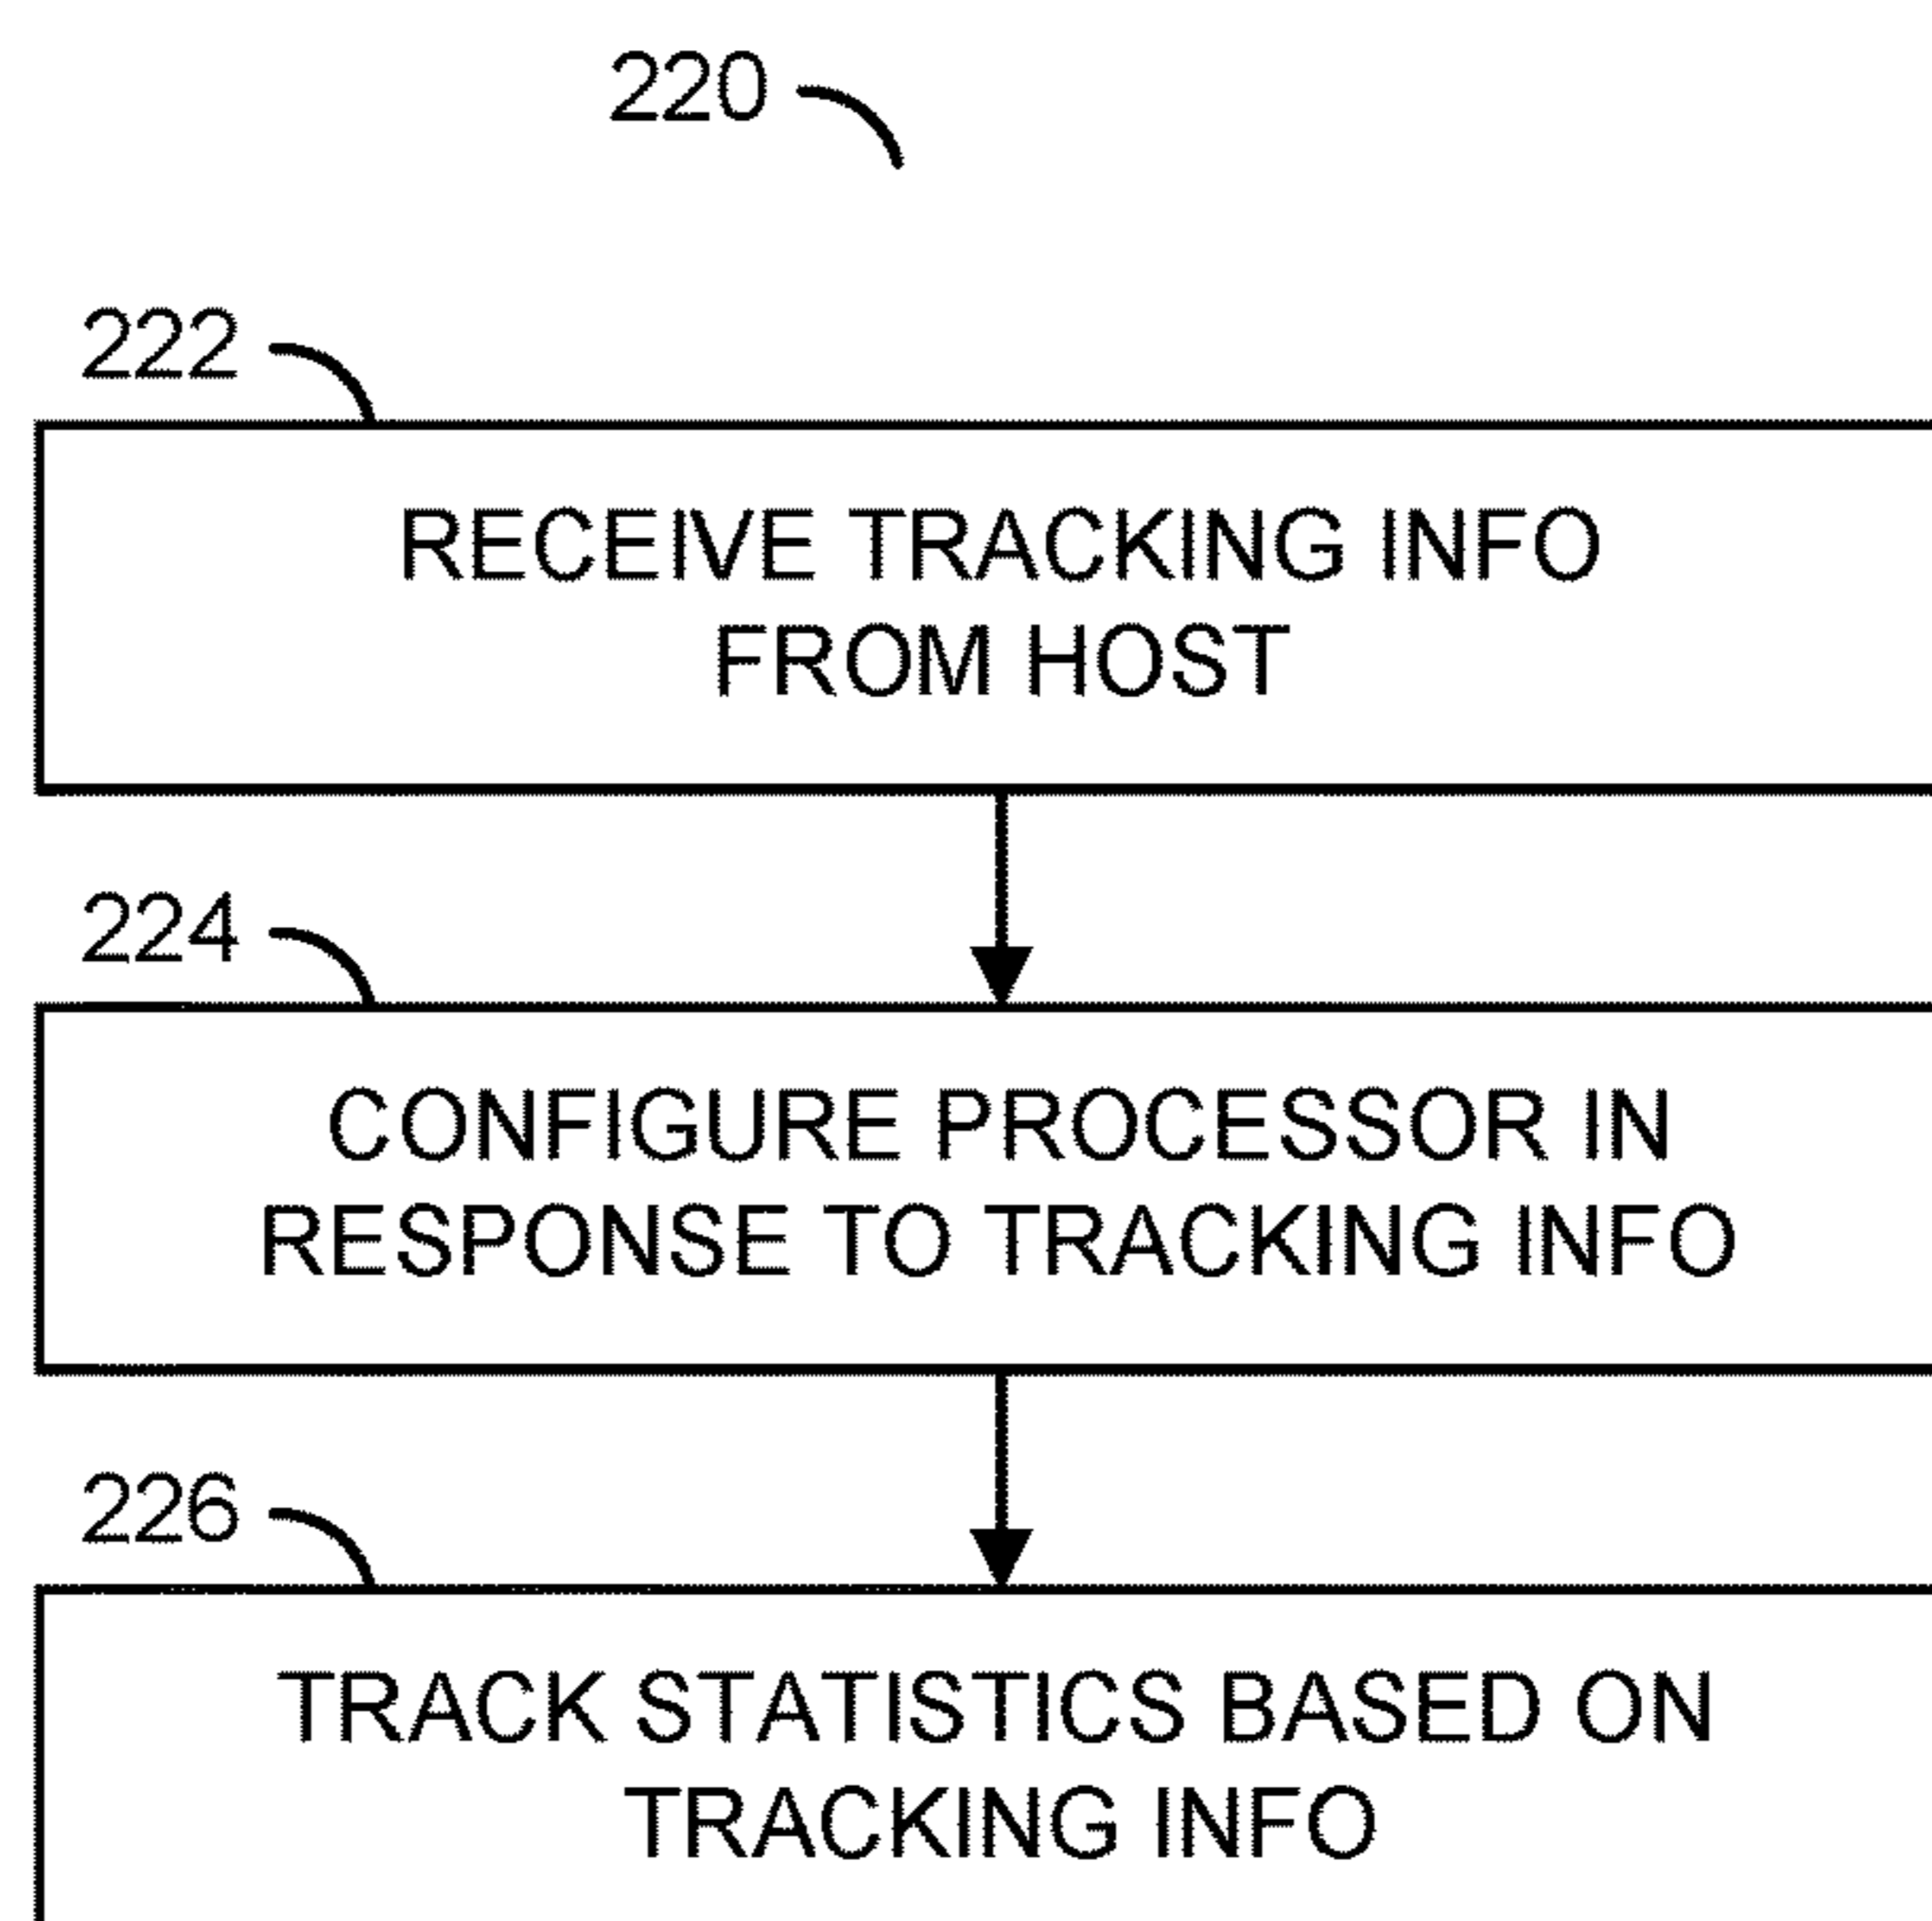 220
222
RECEIVE TRACKING INFO
FROM HOST
224
CONFIGURE PROCESSOR IN
RESPONSE TO TRACKING INFO
226
TRACK STATISTICS BASED ON
TRACKING INFO